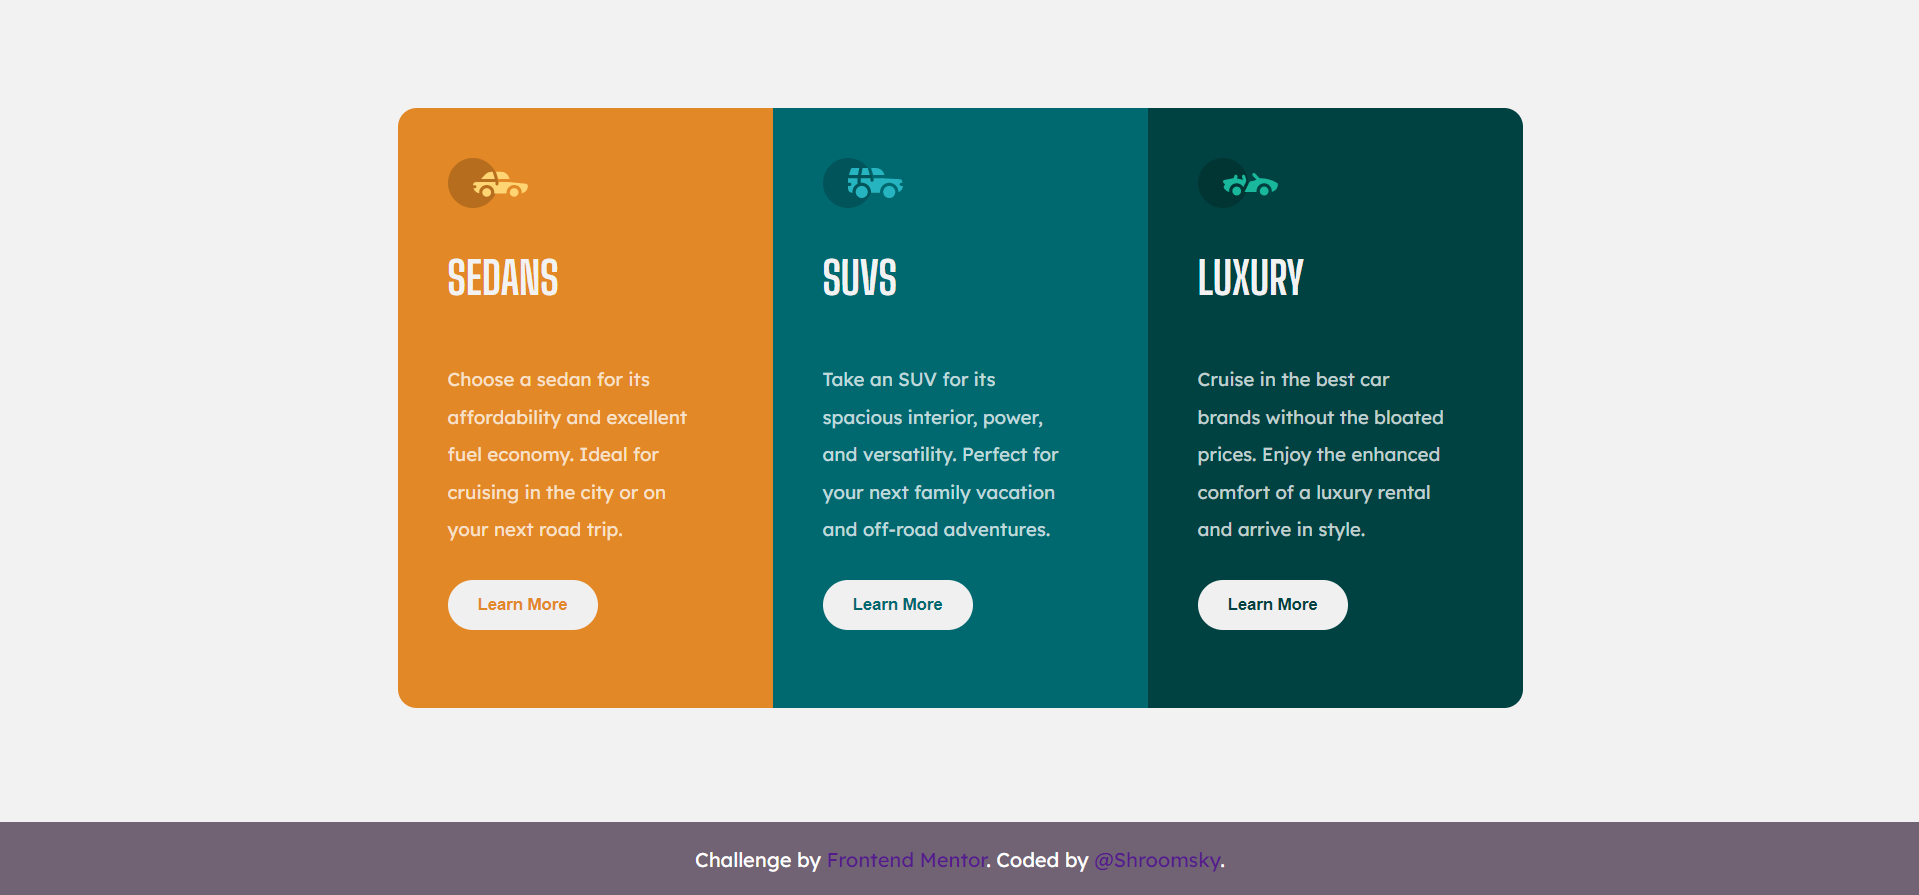 SEDANS
Choose a sedan for its
affordability and excellent
fuel economy. Ideal for
cruising in the city or on
your next road trip.
Learn More
SUVS
Take an SUV for its
spacious interior, power,
and versatility. Perfect for
your next family vacation
and off-road adventures.
Learn More
LUXURY
Cruise in the best car
brands without the bloated
prices. Enjoy the enhanced
comfort of a luxury rental
and arrive in style.
Learn More
Challenge by Frontend Mentor. Coded by @Shroomsky.